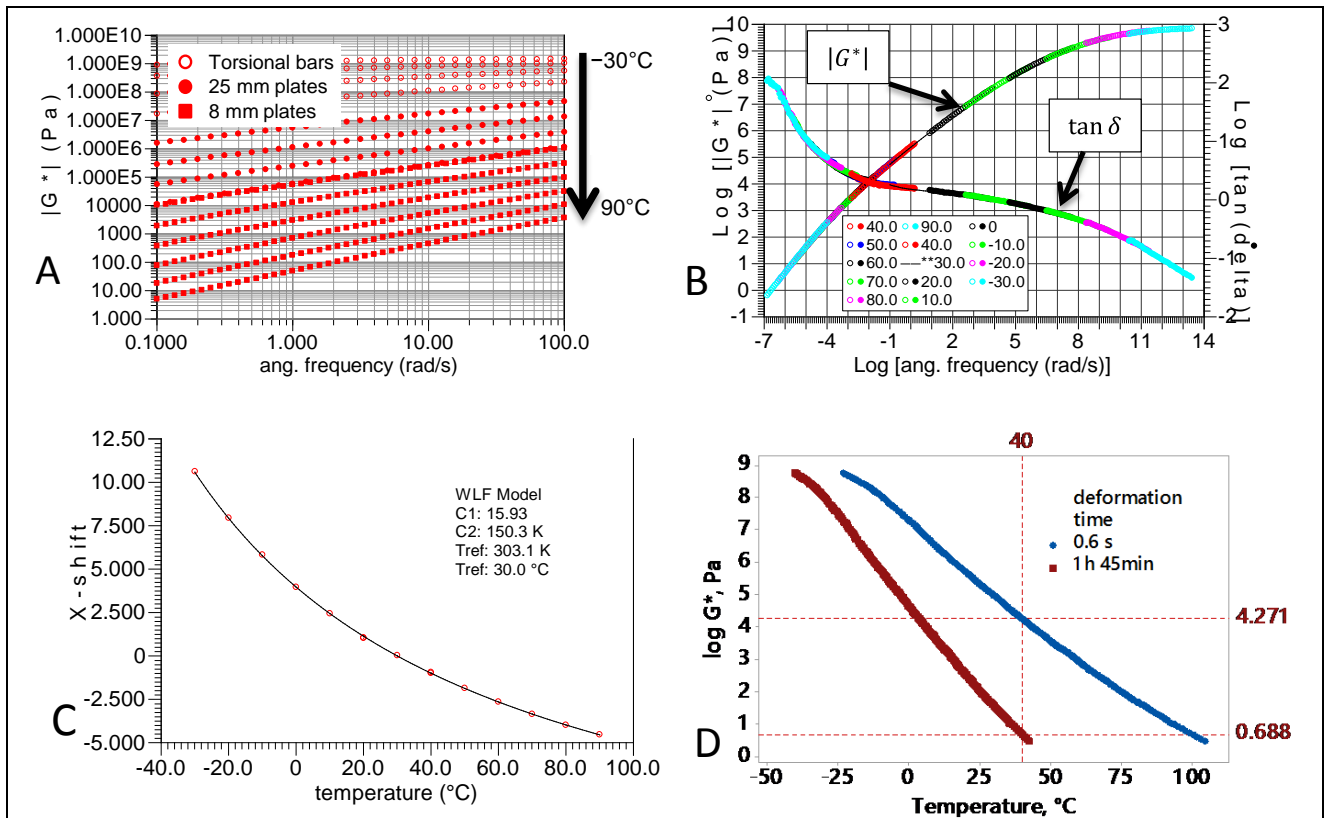 1.000E10
1.000E9
1.000E8
1.000E7
1.000E6
1.000E5
10000
1000
100.0
10.00
1.000
|G*| (Pa)
Torsional bars
25 mm plates
8 mm plates
−30°C
90°C
A
0.1000 1.000 10.00 100.0
ang. frequency (rad/s)
B
10
9
8
7
6
5
4
3
2
1
0
-1
Log [|G*|°(Pa)]
|G*|
tan δ
3
2
1
-0
-1
-2
Log [tan(delta)]
40.0 90.0 0
50.0 40.0 -10.0
60.0 **30.0 -20.0
70.0 20.0 -30.0
80.0 10.0
-7 -4 -1 2 5 8 11 14
Log [ang. frequency (rad/s)]
12.50
10.00
7.500
5.000
2.500
0
-2.500
-5.000
X-shift
WLF Model
C1: 15.93
C2: 150.3 K
Tref: 303.1 K
Tref: 30.0 °C
C
-40.0 -20.0 0 20.0 40.0 60.0 80.0 100.0
temperature (°C)
40
9
8
7
6
5
4
3
2
1
0
log G*, Pa
deformation
time
0.6 s
1h 45min
4.271
0.688
D
-50 -25 0 25 50 75 100
Temperature, °C